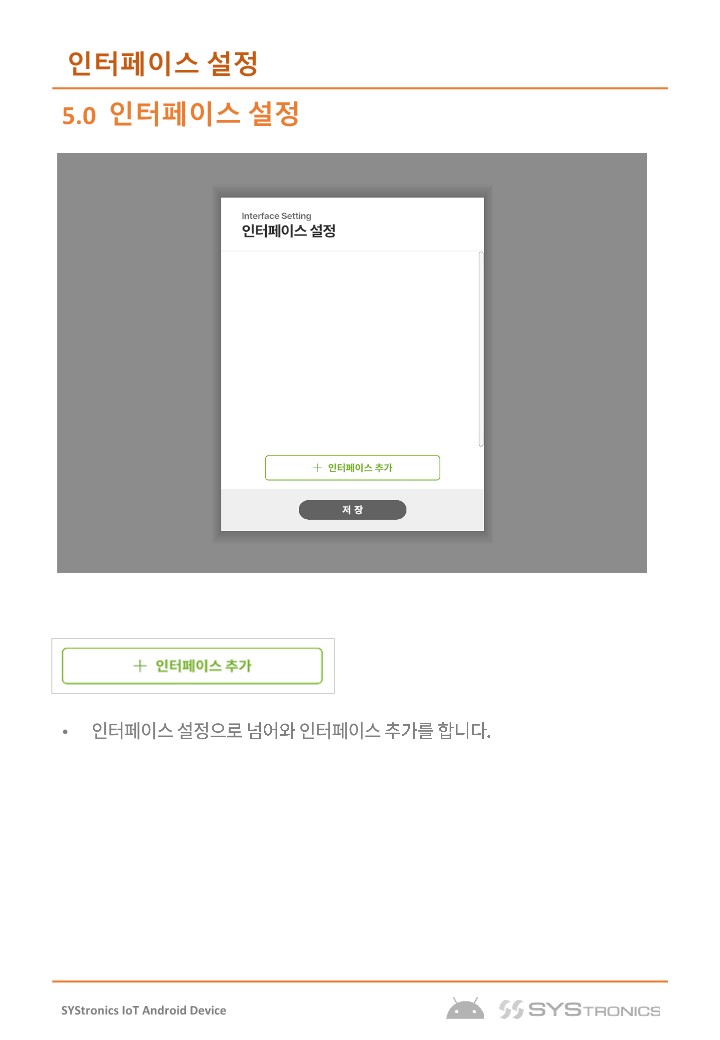 인터페이스 설정
5.0 인터페이스 설정
Interface Setting
인터페이스 설정
+ 인터페이스 추가
저 장
+ 인터페이스 추가
• 인터페이스 설정으로 넘어와 인터페이스 추가를 합니다.
SYStronics IoT Android Device
SYSTRONICS